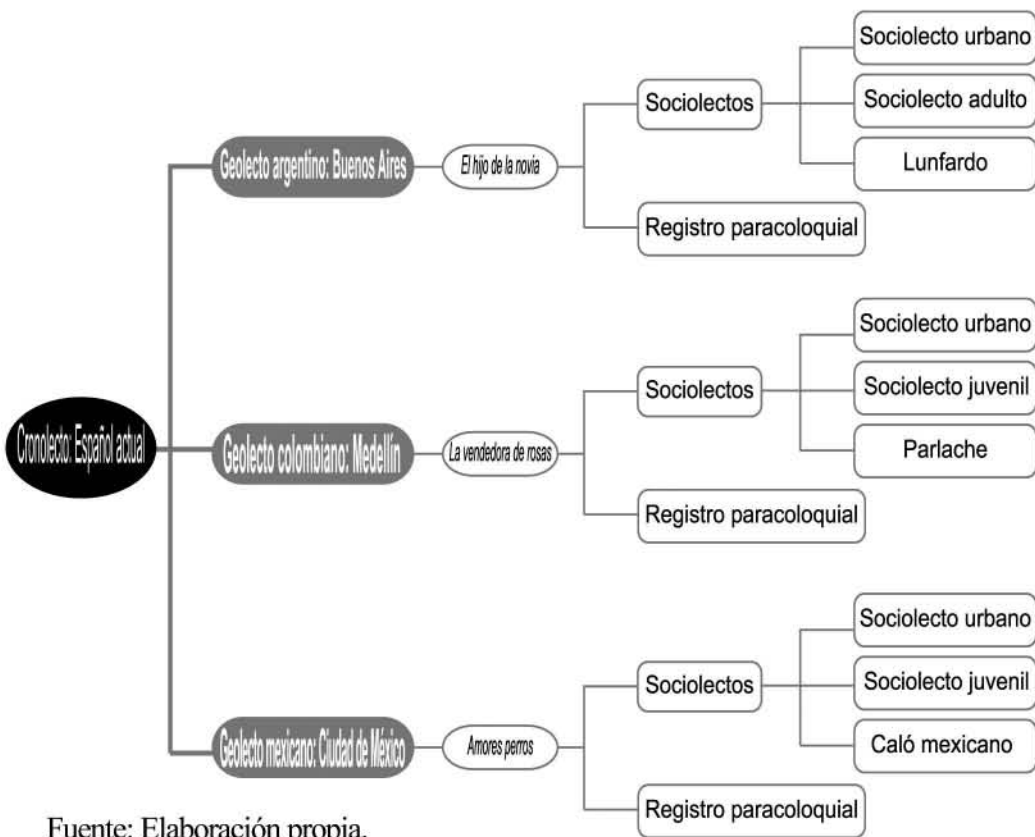 Cronolecto: Español actual
Geolecto argentino: Buenos Aires
El hijo de la novia
Sociolectos
Sociolecto urbano
Sociolecto adulto
Lunfardo
Registro paracoloquial
Geolecto colombiano: Medellín
La vendedora de rosas
Sociolectos
Sociolecto urbano
Sociolecto juvenil
Parlache
Registro paracoloquial
Geolecto mexicano: Ciudad de México
Amores perros
Sociolectos
Sociolecto urbano
Sociolecto juvenil
Caló mexicano
Registro paracoloquial
Fuente: Elaboración propia.